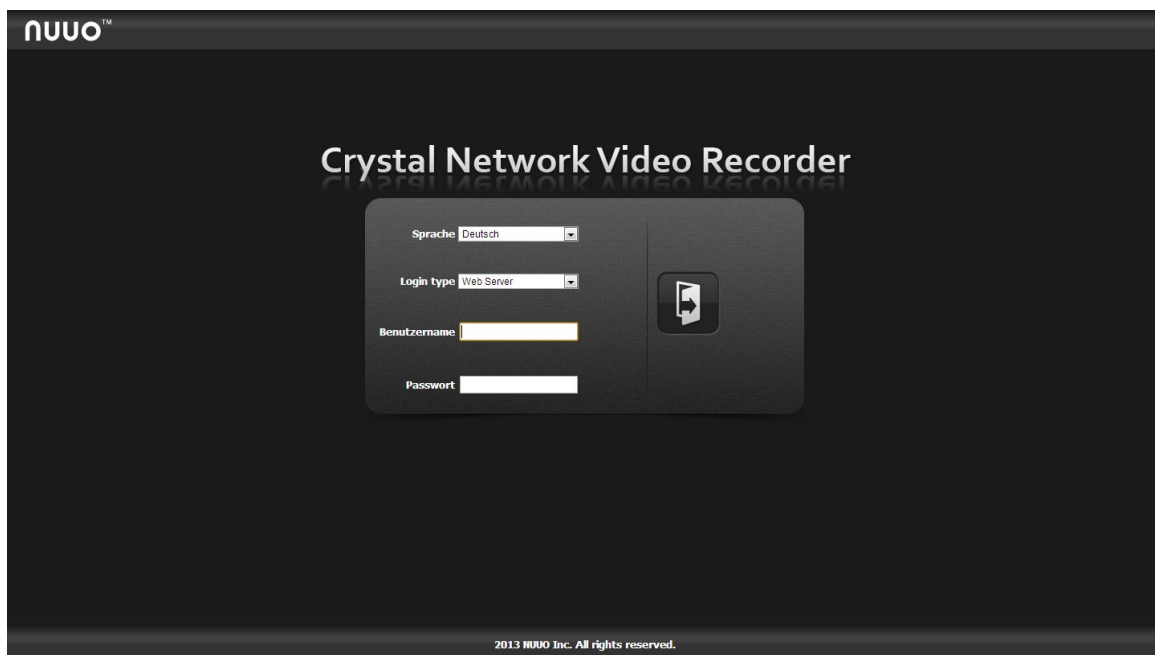 nuuo™
Crystal Network Video Recorder
Sprache Deutsch
Login type Web Server
Benutzername
Passwort
2013 NUUO Inc. All rights reserved.